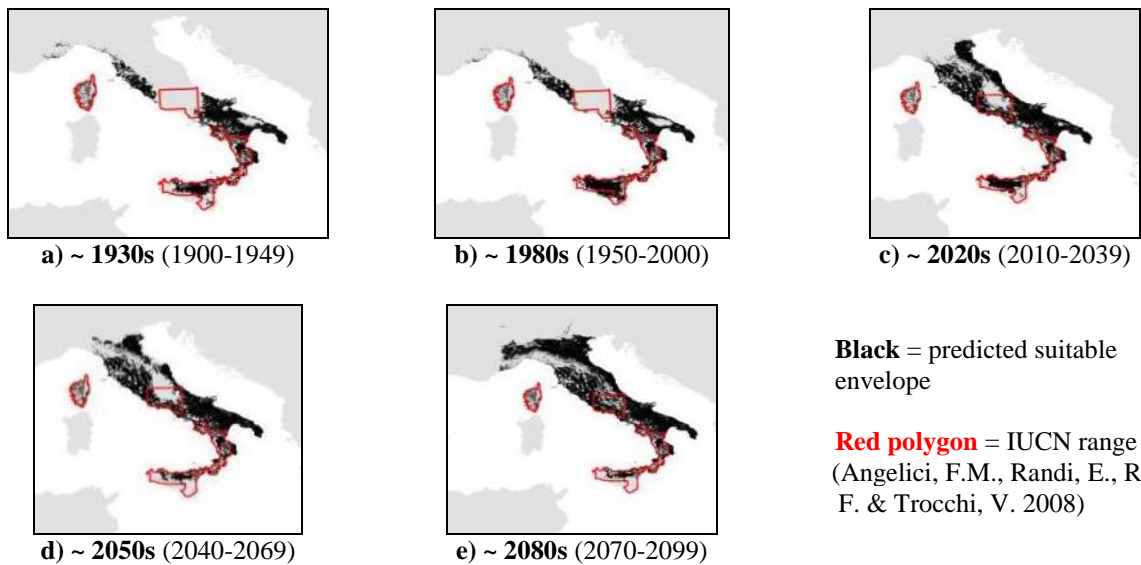 a) ~ 1930s (1900-1949)
b) ~ 1980s (1950-2000)
c) ~ 2020s (2010-2039)
Black = predicted suitable
envelope
Red polygon = IUCN range
(Angelici, F.M., Randi, E., R
F. & Trocchi, V. 2008)
d) ~ 2050s (2040-2069)
e) ~ 2080s (2070-2099)